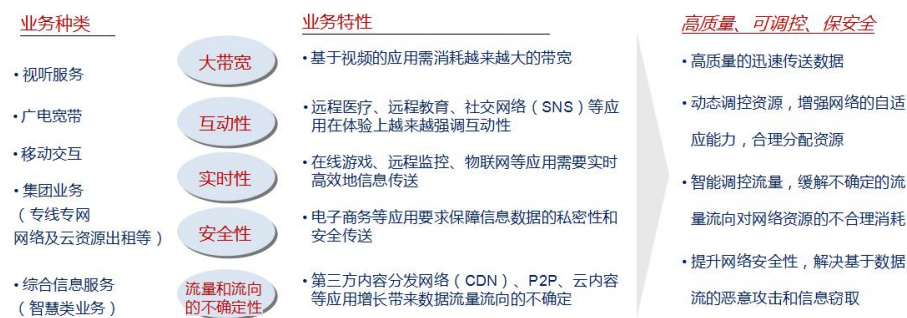 业务种类
• 视听服务
• 广电宽带
• 移动交互
• 集团业务
（专线专网
网络及云资源出租等）
• 综合信息服务
（智慧类业务）
大带宽
互动性
实时性
安全性
流量和流向
的不确定性
业务特性
• 基于视频的应用需消耗越来越大的带宽
• 远程医疗、远程教育、社交网络（SNS）等应
用在体验上越来越强调互动性
• 在线游戏、远程监控、物联网等应用需要实时
高效地信息传送
• 电子商务等应用要求保障信息数据的私密性和
安全传送
• 第三方内容分发网络（CDN）、P2P、云内容
等应用增长带来数据流量流向的不确定
高质量、可调控、保安全
• 高质量的迅速传送数据
• 动态调控资源，增强网络的自适
应能力，合理分配资源
• 智能调控流量，缓解不确定的流
量流向对网络资源的不合理消耗
• 提升网络安全性，解决基于数据
流的恶意攻击和信息窃取